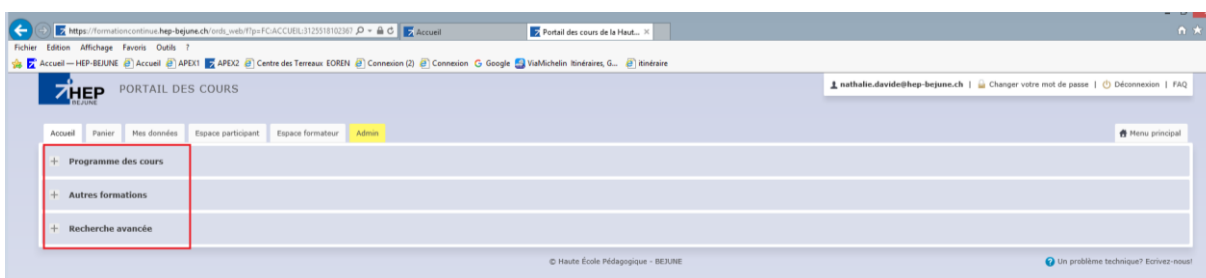 https://formationcontinue.hep-bejune.ch/ords_web/f?p=FC:ACCUEIL:3125518102367
Accueil
Portail des cours de la Haut...
Fichier Edition Affichage Favoris Outils ?
Accueil — HEP-BEJUNE Accueil APEX1 APEX2 Centre des Terreaux EOREN Connexion (2) Connexion Google ViaMichelin Itinéraires, G... itinéraire
HEP BEJUNE PORTAIL DES COURS
nathalie.davide@hep-bejune.ch | Changer votre mot de passe | Déconnexion | FAQ
Accueil Panier Mes données Espace participant Espace formateur Admin Menu principal
Programme des cours
Autres formations
Recherche avancée
© Haute École Pédagogique - BEJUNE
Un problème technique? Ecrivez-nous!